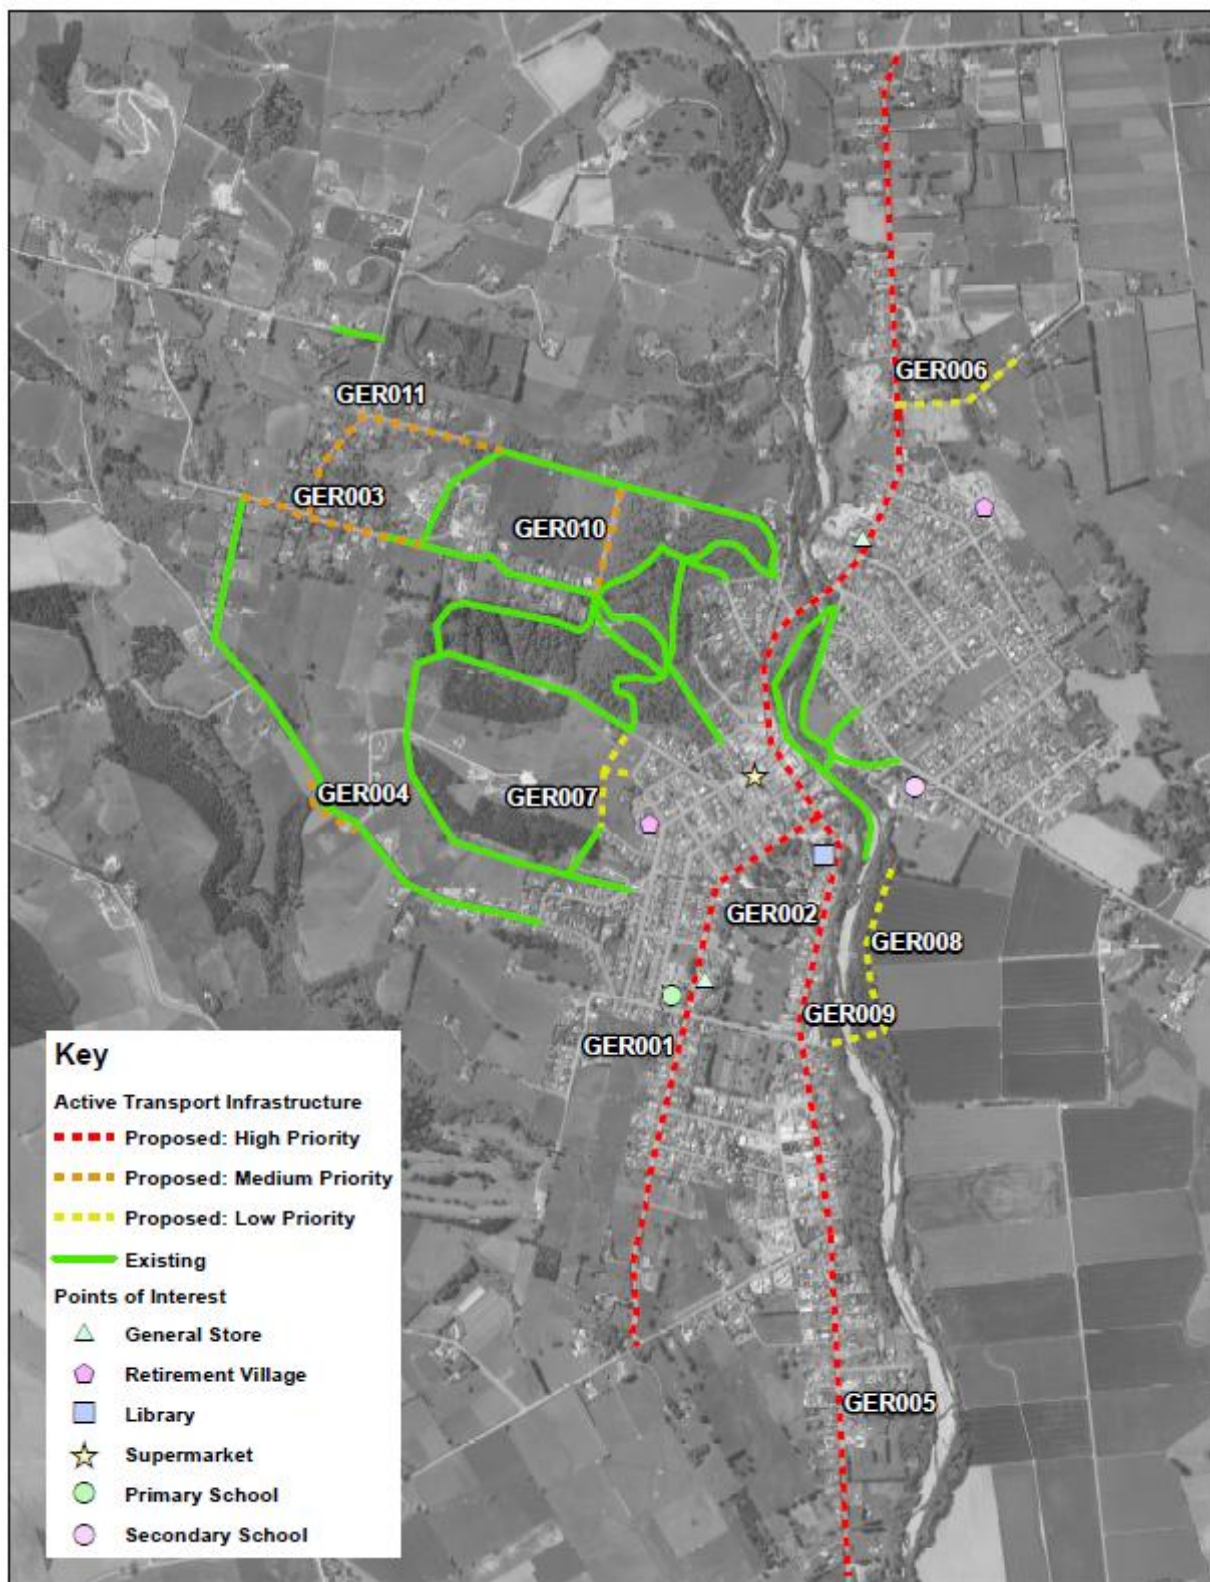 GER006
GER011
GER003
GER010
GER004
GER007
GER002
GER008
GER009
GER001
GER005
Key
Active Transport Infrastructure
Proposed: High Priority
Proposed: Medium Priority
Proposed: Low Priority
Existing
Points of Interest
General Store
Retirement Village
Library
Supermarket
Primary School
Secondary School